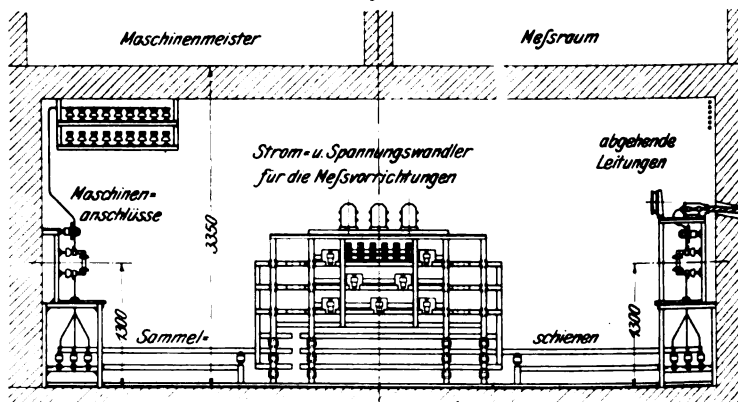 Maschinenmeister
Meßraum
Strom= u. Spannungswandler
für die Meßvorrichtungen
abgehende
Leitungen
Maschinen=
anschlüsse
3350
1300
Sammel=
schienen
1300